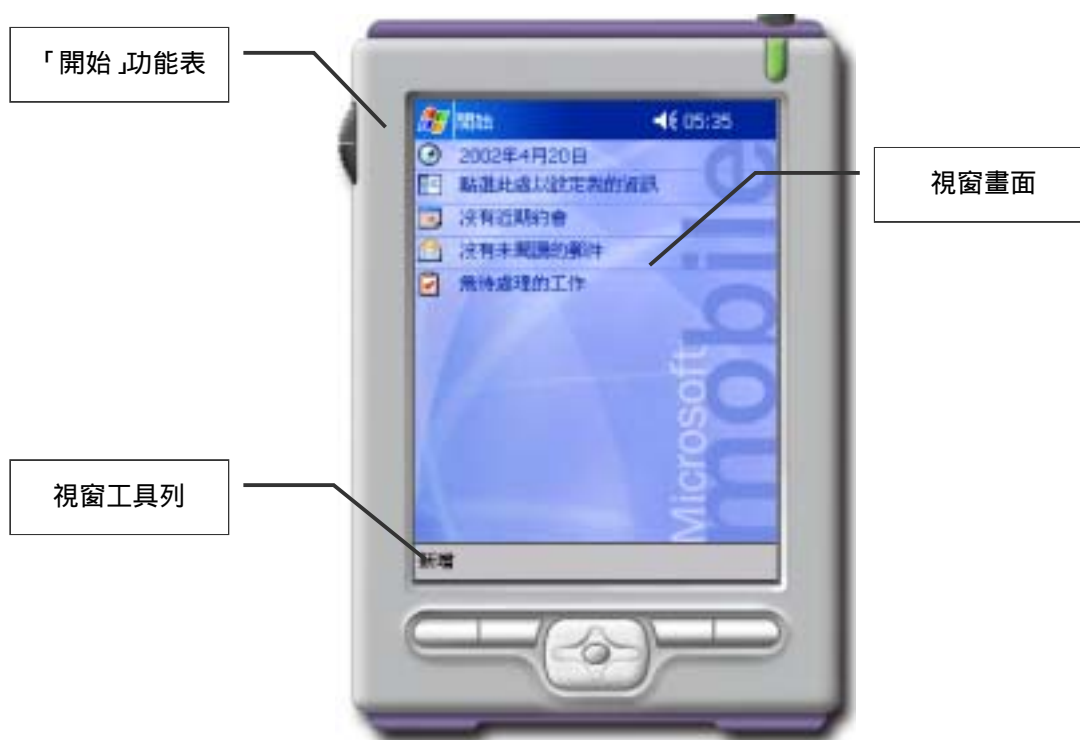 「開始」功能表
開始 05:35
2002年4月20日
點選此處以設定我的資訊
沒有近期約會
沒有未閱讀的郵件
無待處理的工作
視窗畫面
Microsoft
mobile
視窗工具列
新增